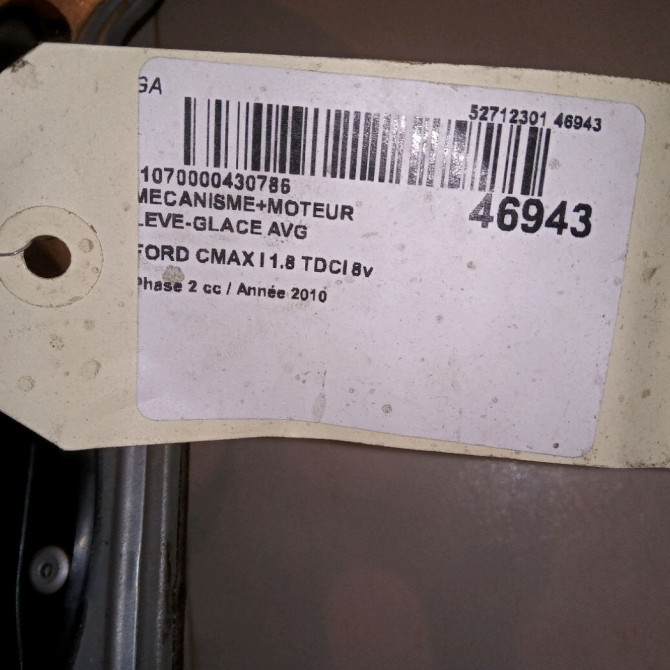 GA
52712301 46943
1070000430786
MECANISME+MOTEUR
LEVE-GLACE AVG
46943
FORD CMAX I 1.8 TDCI 8v
Phase 2 cc / Année 2010